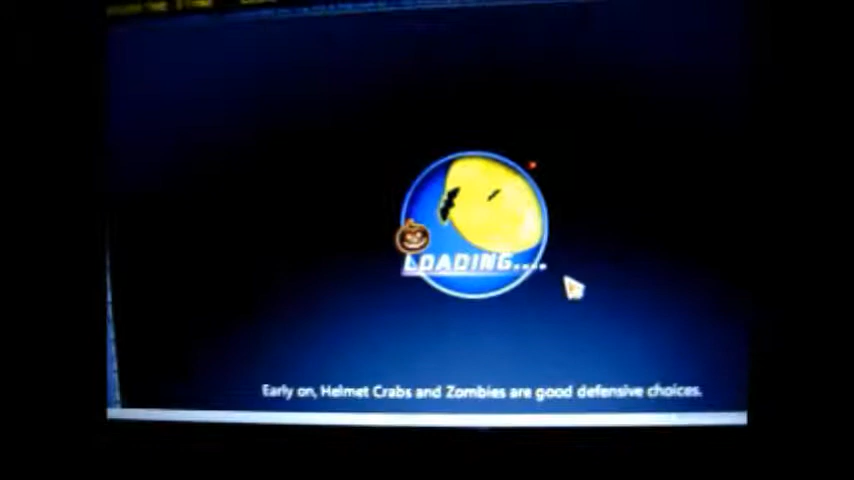 LOADING....
Early on, Helmet Crabs and Zombies are good defensive choices.